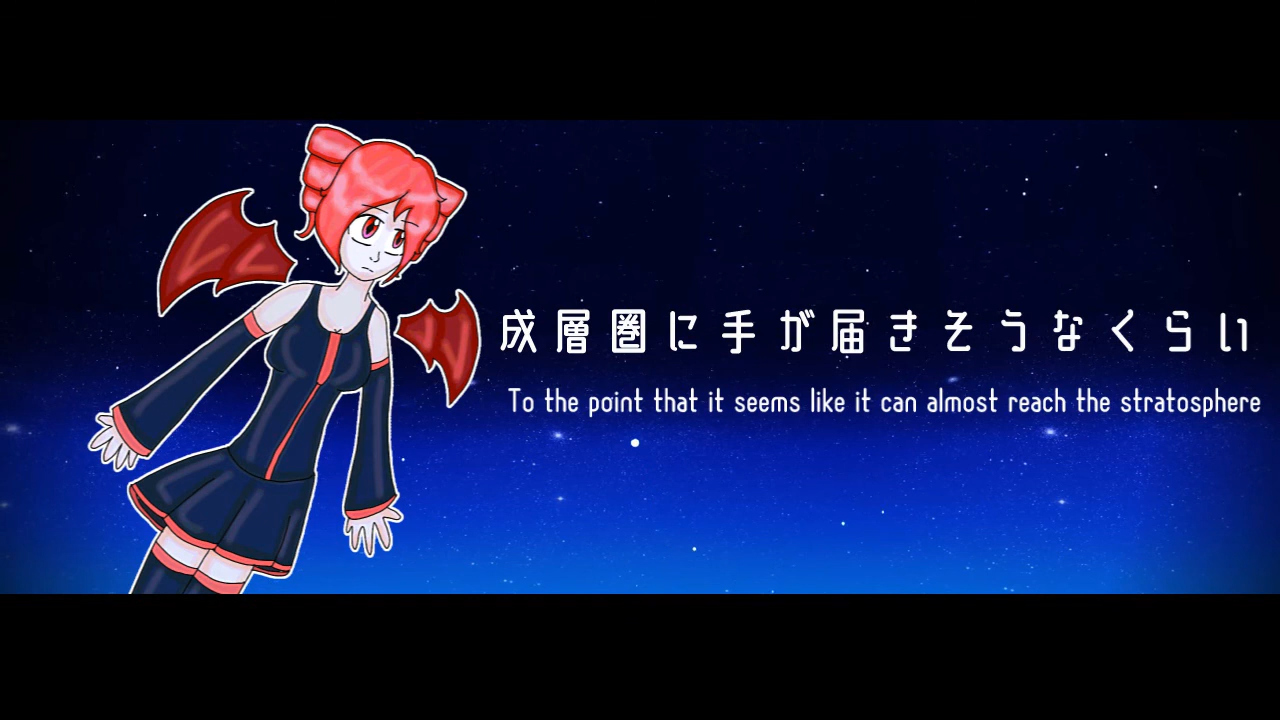 成層圏に手が届きそうなくらい
To the point that it seems like it can almost reach the stratosphere